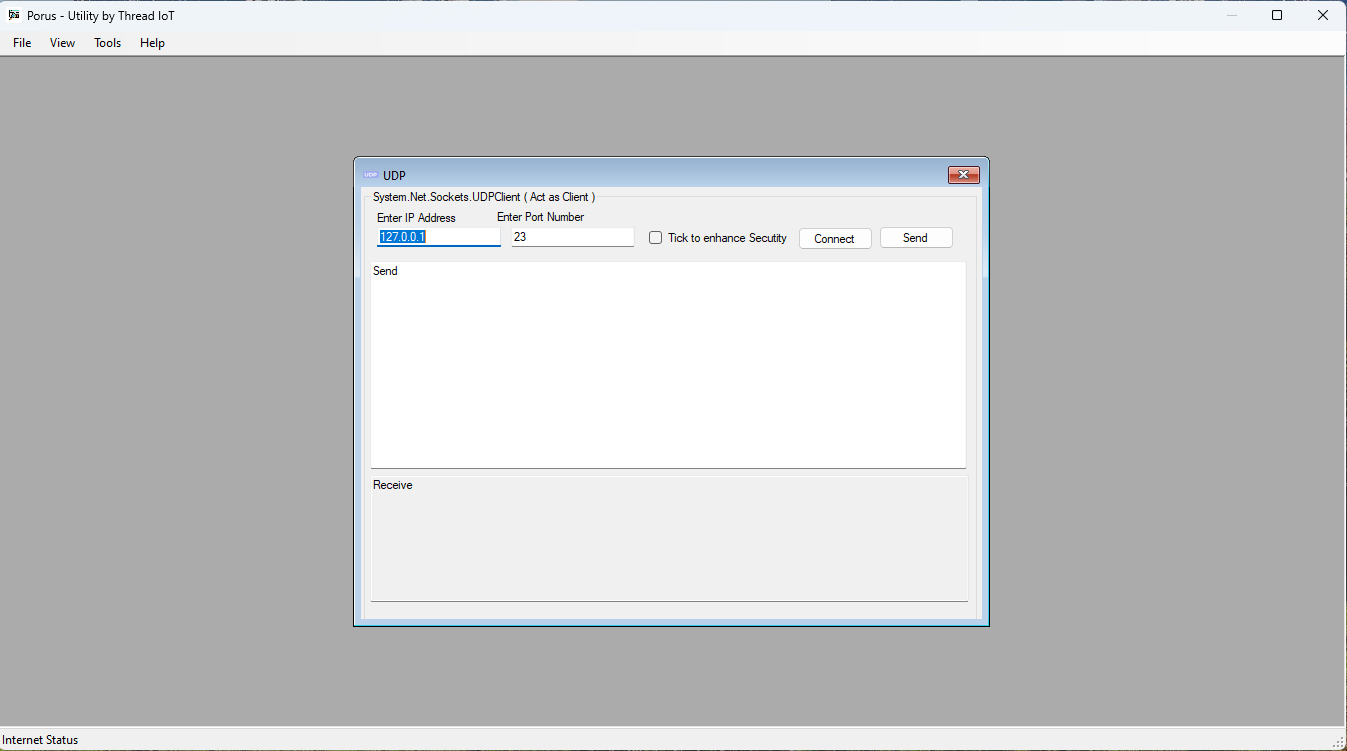 Porus - Utility by Thread IoT
File View Tools Help
UDP UDP
System.Net.Sockets.UDPClient ( Act as Client )
Enter IP Address Enter Port Number
127.0.0.1 23 Tick to enhance Secutity Connect Send
Send
Receive
Internet Status